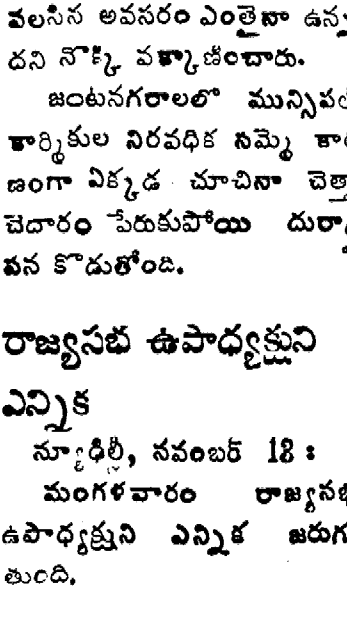 వలసిన అవసరం ఎంతైనా ఉన్న
దని నొక్కి వక్కాణించారు.
జంటనగరాలలో మున్సిపల్
కార్మికుల నిరవధిక సమ్మె కా
ణంగా ఏక్కడ చూచినా చెత్తా
చెదారం పేరుకుపోయి దుర్వా
వన కొడుతోంది.
రాజ్యసభ ఉపాధ్యక్షుని
ఎన్నిక
న్యూఢిల్లీ, నవంబర్ 18 :
మంగళవారం రాజ్యసభ
ఉపాధ్యక్షుని ఎన్నిక జరుగ
తుంది.